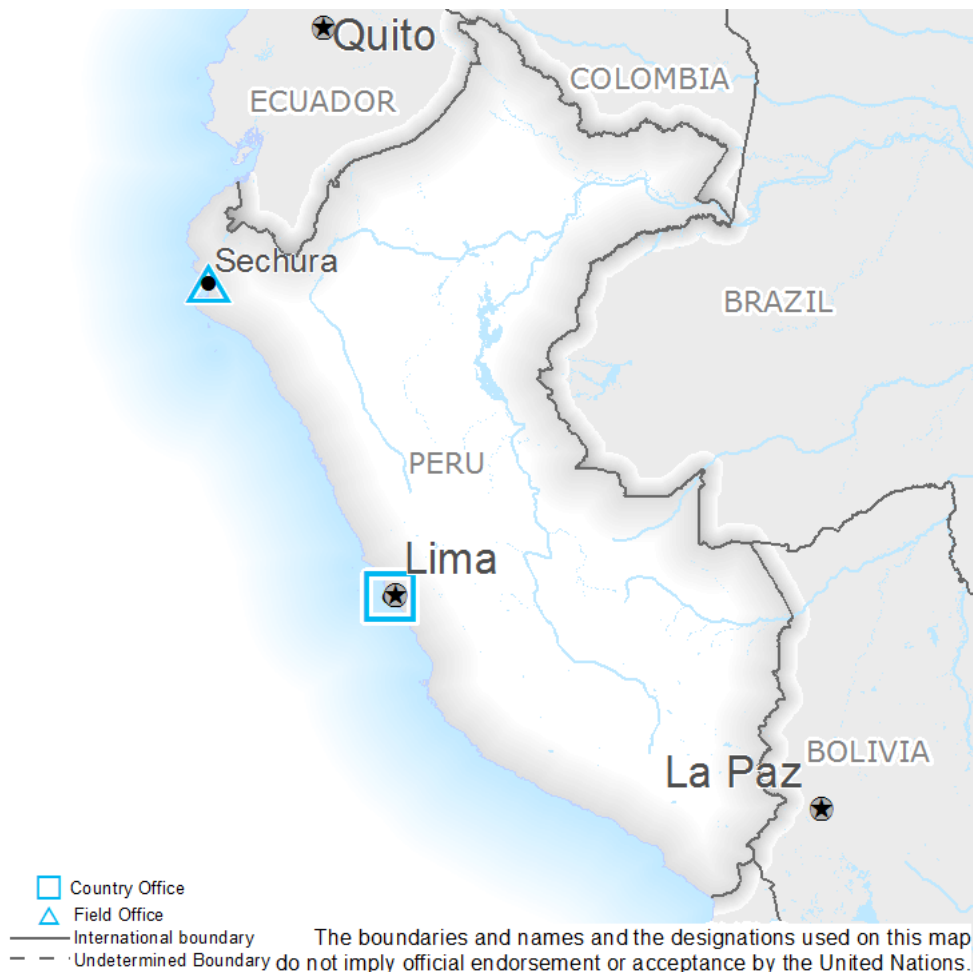 Quito
COLOMBIA
ECUADOR
Sechura
BRAZIL
PERU
Lima
BOLIVIA
La Paz
Country Office
Field Office
International boundary
Undetermined Boundary
The boundaries and names and the designations used on this map
do not imply official endorsement or acceptance by the United Nations.